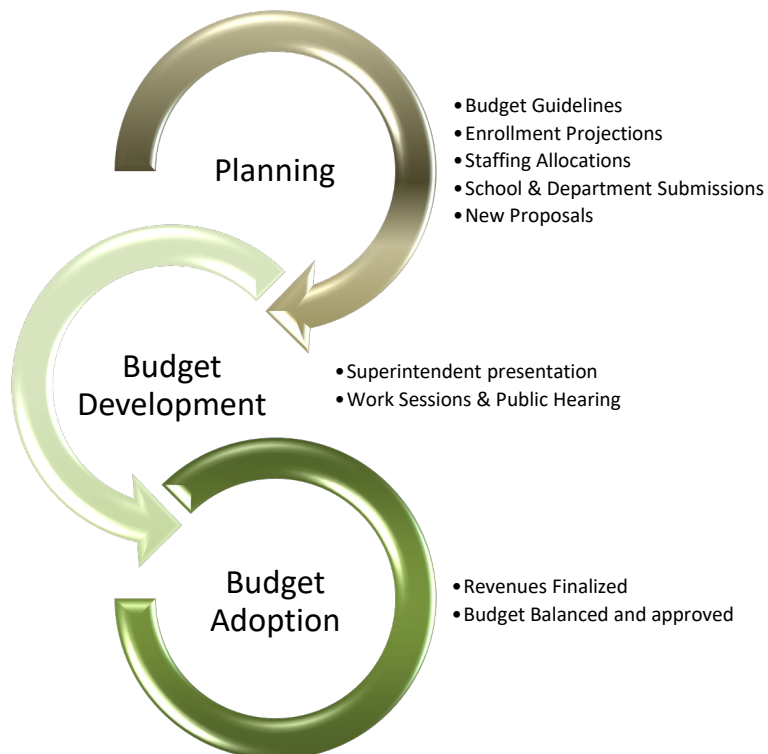 Planning
•Budget Guidelines
•Enrollment Projections
•Staffing Allocations
•School & Department Submissions
•New Proposals
Budget
Development
•Superintendent presentation
•Work Sessions & Public Hearing
Budget
Adoption
•Revenues Finalized
•Budget Balanced and approved